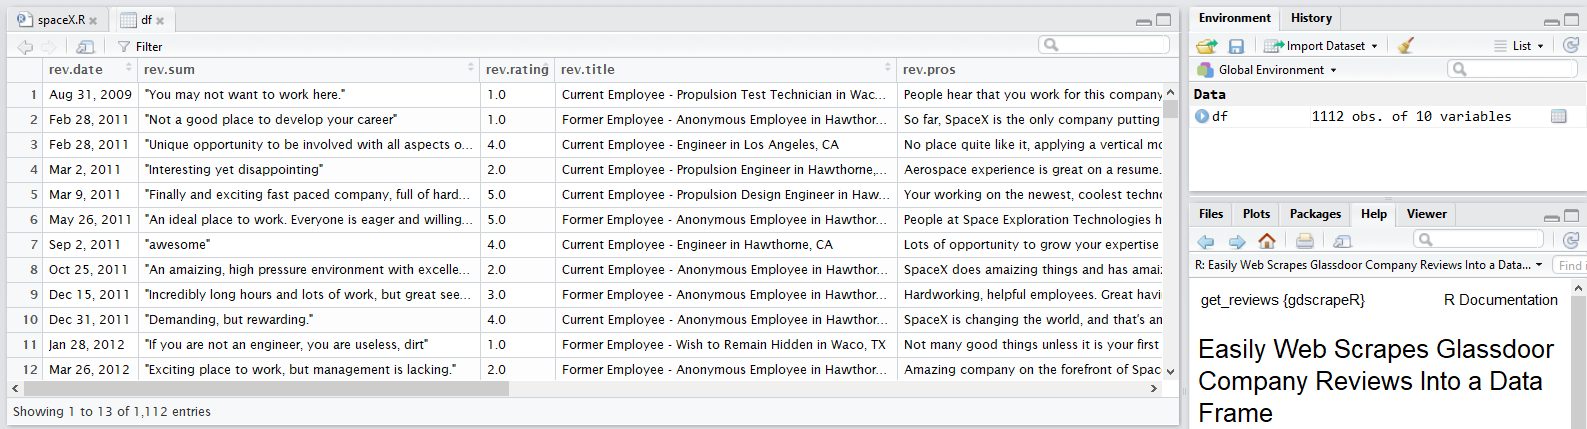 spaceX.R
df
Filter
rev.date rev.sum rev.rating rev.title rev.pros
1 Aug 31, 2009 "You may not want to work here." 1.0 Current Employee - Propulsion Test Technician in Wac... People hear that you work for this company
2 Feb 28, 2011 "Not a good place to develop your career" 1.0 Former Employee - Anonymous Employee in Hawthor... So far, SpaceX is the only company putting
3 Feb 28, 2011 "Unique opportunity to be involved with all aspects o... 4.0 Current Employee - Engineer in Los Angeles, CA No place quite like it, applying a vertical mo
4 Mar 2, 2011 "Interesting yet disappointing" 2.0 Current Employee - Propulsion Engineer in Hawthorne,... Aerospace experience is great on a resume.
5 Mar 9, 2011 "Finally and exciting fast paced company, full of hard... 5.0 Current Employee - Propulsion Design Engineer in Haw... Your working on the newest, coolest techno
6 May 26, 2011 "An ideal place to work. Everyone is eager and willing... 5.0 Former Employee - Anonymous Employee in Hawthor... People at Space Exploration Technologies h
7 Sep 2, 2011 "awesome" 4.0 Current Employee - Engineer in Hawthorne, CA Lots of opportunity to grow your expertise
8 Oct 25, 2011 "An amaizing, high pressure environment with excelle... 2.0 Current Employee - Anonymous Employee in Hawthor... SpaceX does amaizing things and has amai
9 Dec 15, 2011 "Incredibly long hours and lots of work, but great see... 3.0 Former Employee - Anonymous Employee in Hawthor... Hardworking, helpful employees. Great havi
10 Dec 31, 2011 "Demanding, but rewarding." 4.0 Current Employee - Anonymous Employee in Hawthor... SpaceX is changing the world, and that's an
11 Jan 28, 2012 "If you are not an engineer, you are useless, dirt" 1.0 Former Employee - Wish to Remain Hidden in Waco, TX Not many good things unless it is your first
12 Mar 26, 2012 "Exciting place to work, but management is lacking." 2.0 Former Employee - Anonymous Employee in Hawthor... Amazing company on the forefront of Spac
Showing 1 to 13 of 1,112 entries
Environment History
Import Dataset List
Global Environment
Data
df 1112 obs. of 10 variables
Files Plots Packages Help Viewer
R: Easily Web Scrapes Glassdoor Company Reviews Into a Data... Find i
get_reviews {gdscrapeR} R Documentation
Easily Web Scrapes Glassdoor
Company Reviews Into a Data
Frame